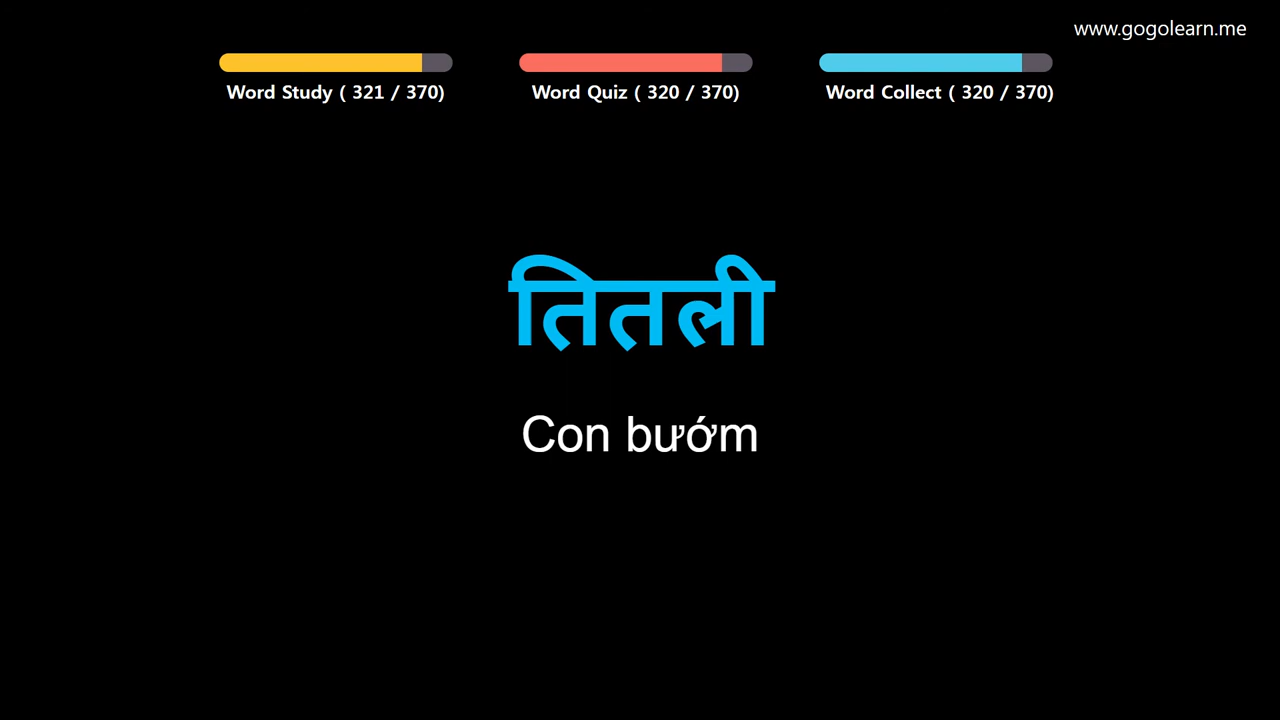 www.gogolearn.me
Word Study ( 321 / 370)
Word Quiz ( 320 / 370)
Word Collect ( 320 / 370)
तितली
Con bướm